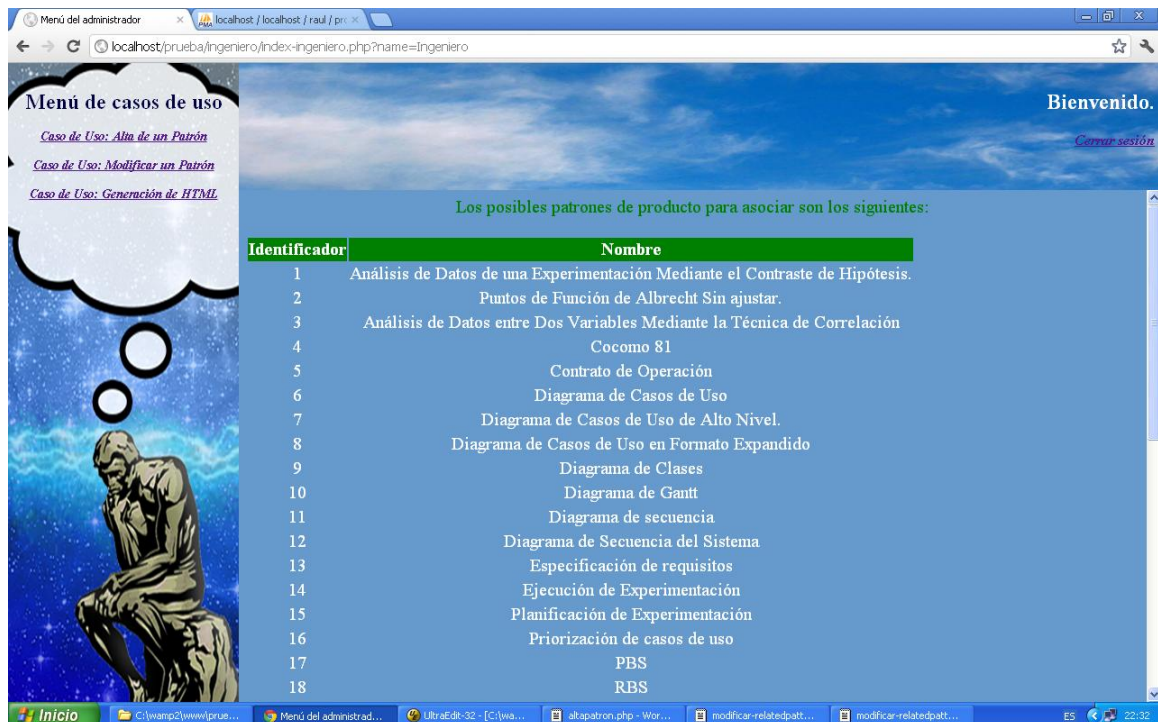 Menú del administrador
localhost / localhost / raul / pro
localhost/prueba/ingeniero/index-ingeniero.php?name=Ingeniero
Menú de casos de uso
Caso de Uso: Alta de un Patrón
Caso de Uso: Modificar un Patrón
Caso de Uso: Generación de HTML
Bienvenido.
Cerrar sesión
Los posibles patrones de producto para asociar son los siguientes:
Identificador Nombre
1 Análisis de Datos de una Experimentación Mediante el Contraste de Hipótesis.
2 Puntos de Función de Albrecht Sin ajustar.
3 Análisis de Datos entre Dos Variables Mediante la Técnica de Correlación
4 Cocomo 81
5 Contrato de Operación
6 Diagrama de Casos de Uso
7 Diagrama de Casos de Uso de Alto Nivel.
8 Diagrama de Casos de Uso en Formato Expandido
9 Diagrama de Clases
10 Diagrama de Gantt
11 Diagrama de secuencia
12 Diagrama de Secuencia del Sistema
13 Especificación de requisitos
14 Ejecución de Experimentación
15 Planificación de Experimentación
16 Priorización de casos de uso
17 PBS
18 RBS
Inicio C:\wamp2\www\prue... Menú del administrad... UltraEdit-32 - [C:\wa... altapatron.php - Wor... modificar-relatedpatt... modificar-relatedpatt... ES 22:32